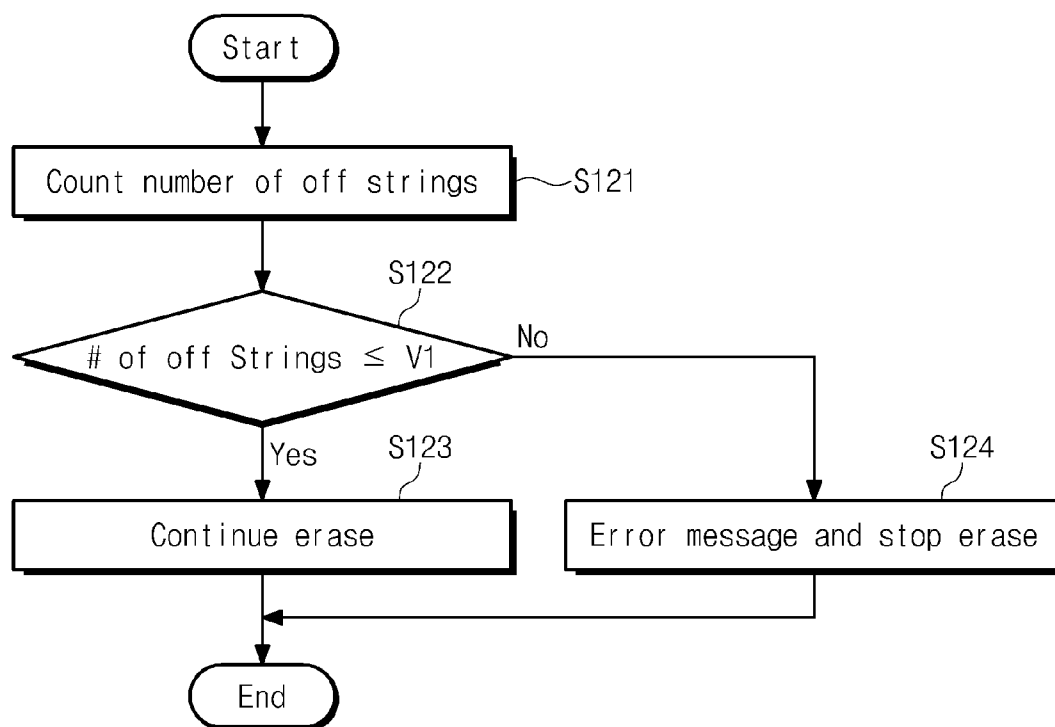 Start
Count number of off strings
S121
S122
# of off Strings ≤ V1
No
Yes
S123
S124
Continue erase
Error message and stop erase
End